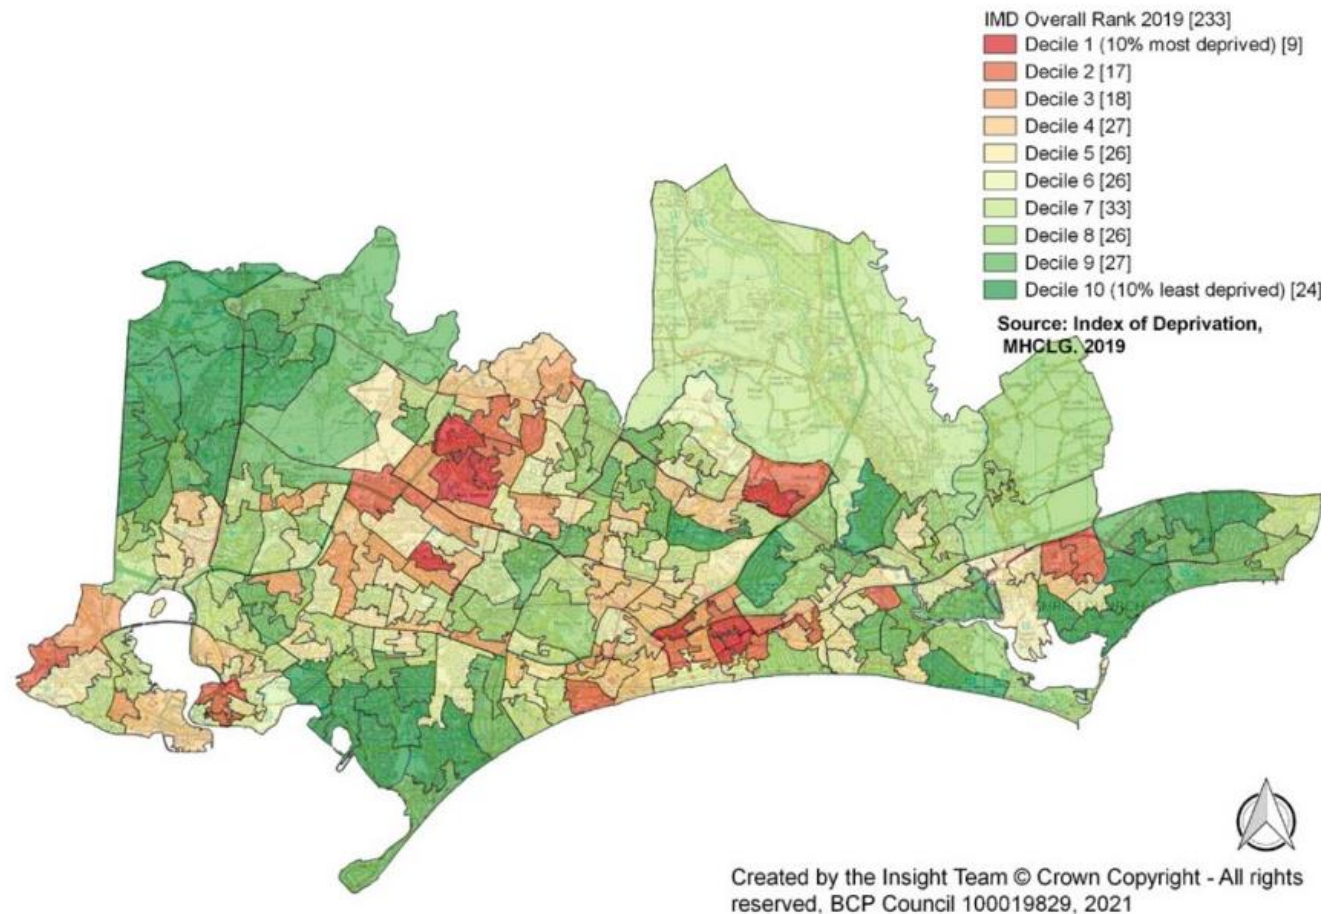 IMD Overall Rank 2019 [233]
Decile 1 (10% most deprived) [9]
Decile 2 [17]
Decile 3 [18]
Decile 4 [27]
Decile 5 [26]
Decile 6 [26]
Decile 7 [33]
Decile 8 [26]
Decile 9 [27]
Decile 10 (10% least deprived) [24]
Source: Index of Deprivation,
MHCLG. 2019
Created by the Insight Team © Crown Copyright - All rights
reserved, BCP Council 100019829, 2021